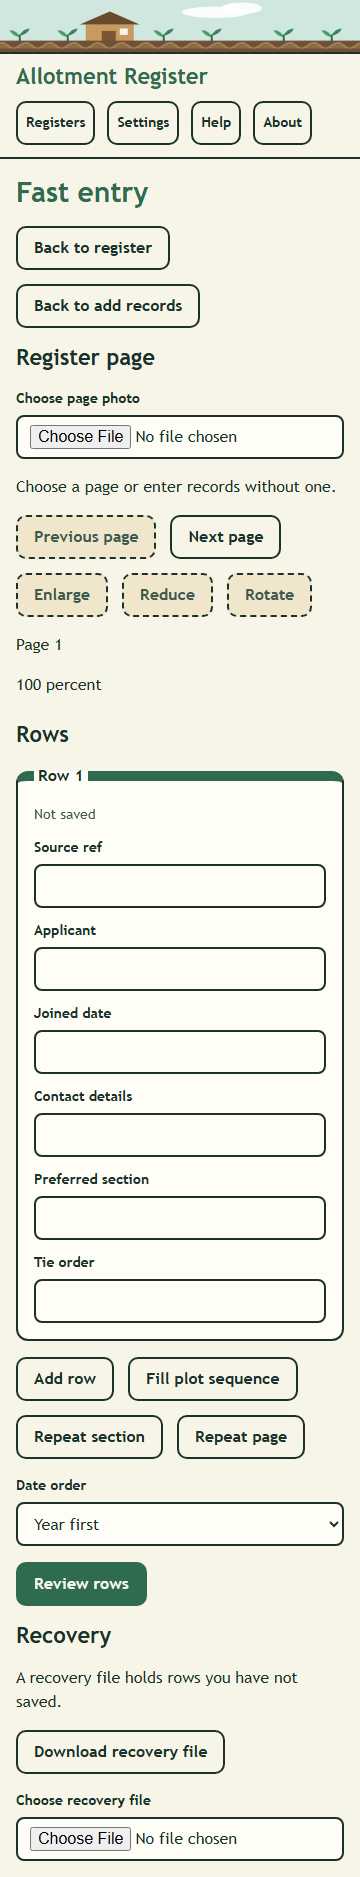 Allotment Register
Registers Settings Help About
Fast entry
Back to register
Back to add records
Register page
Choose page photo
Choose File No file chosen
Choose a page or enter records without one.
Previous page Next page
Enlarge Reduce Rotate
Page 1
100 percent
Rows
Row 1
Not saved
Source ref
Applicant
Joined date
Contact details
Preferred section
Tie order
Add row Fill plot sequence
Repeat section Repeat page
Date order
Year first
Review rows
Recovery
A recovery file holds rows you have not
saved.
Download recovery file
Choose recovery file
Choose File No file chosen